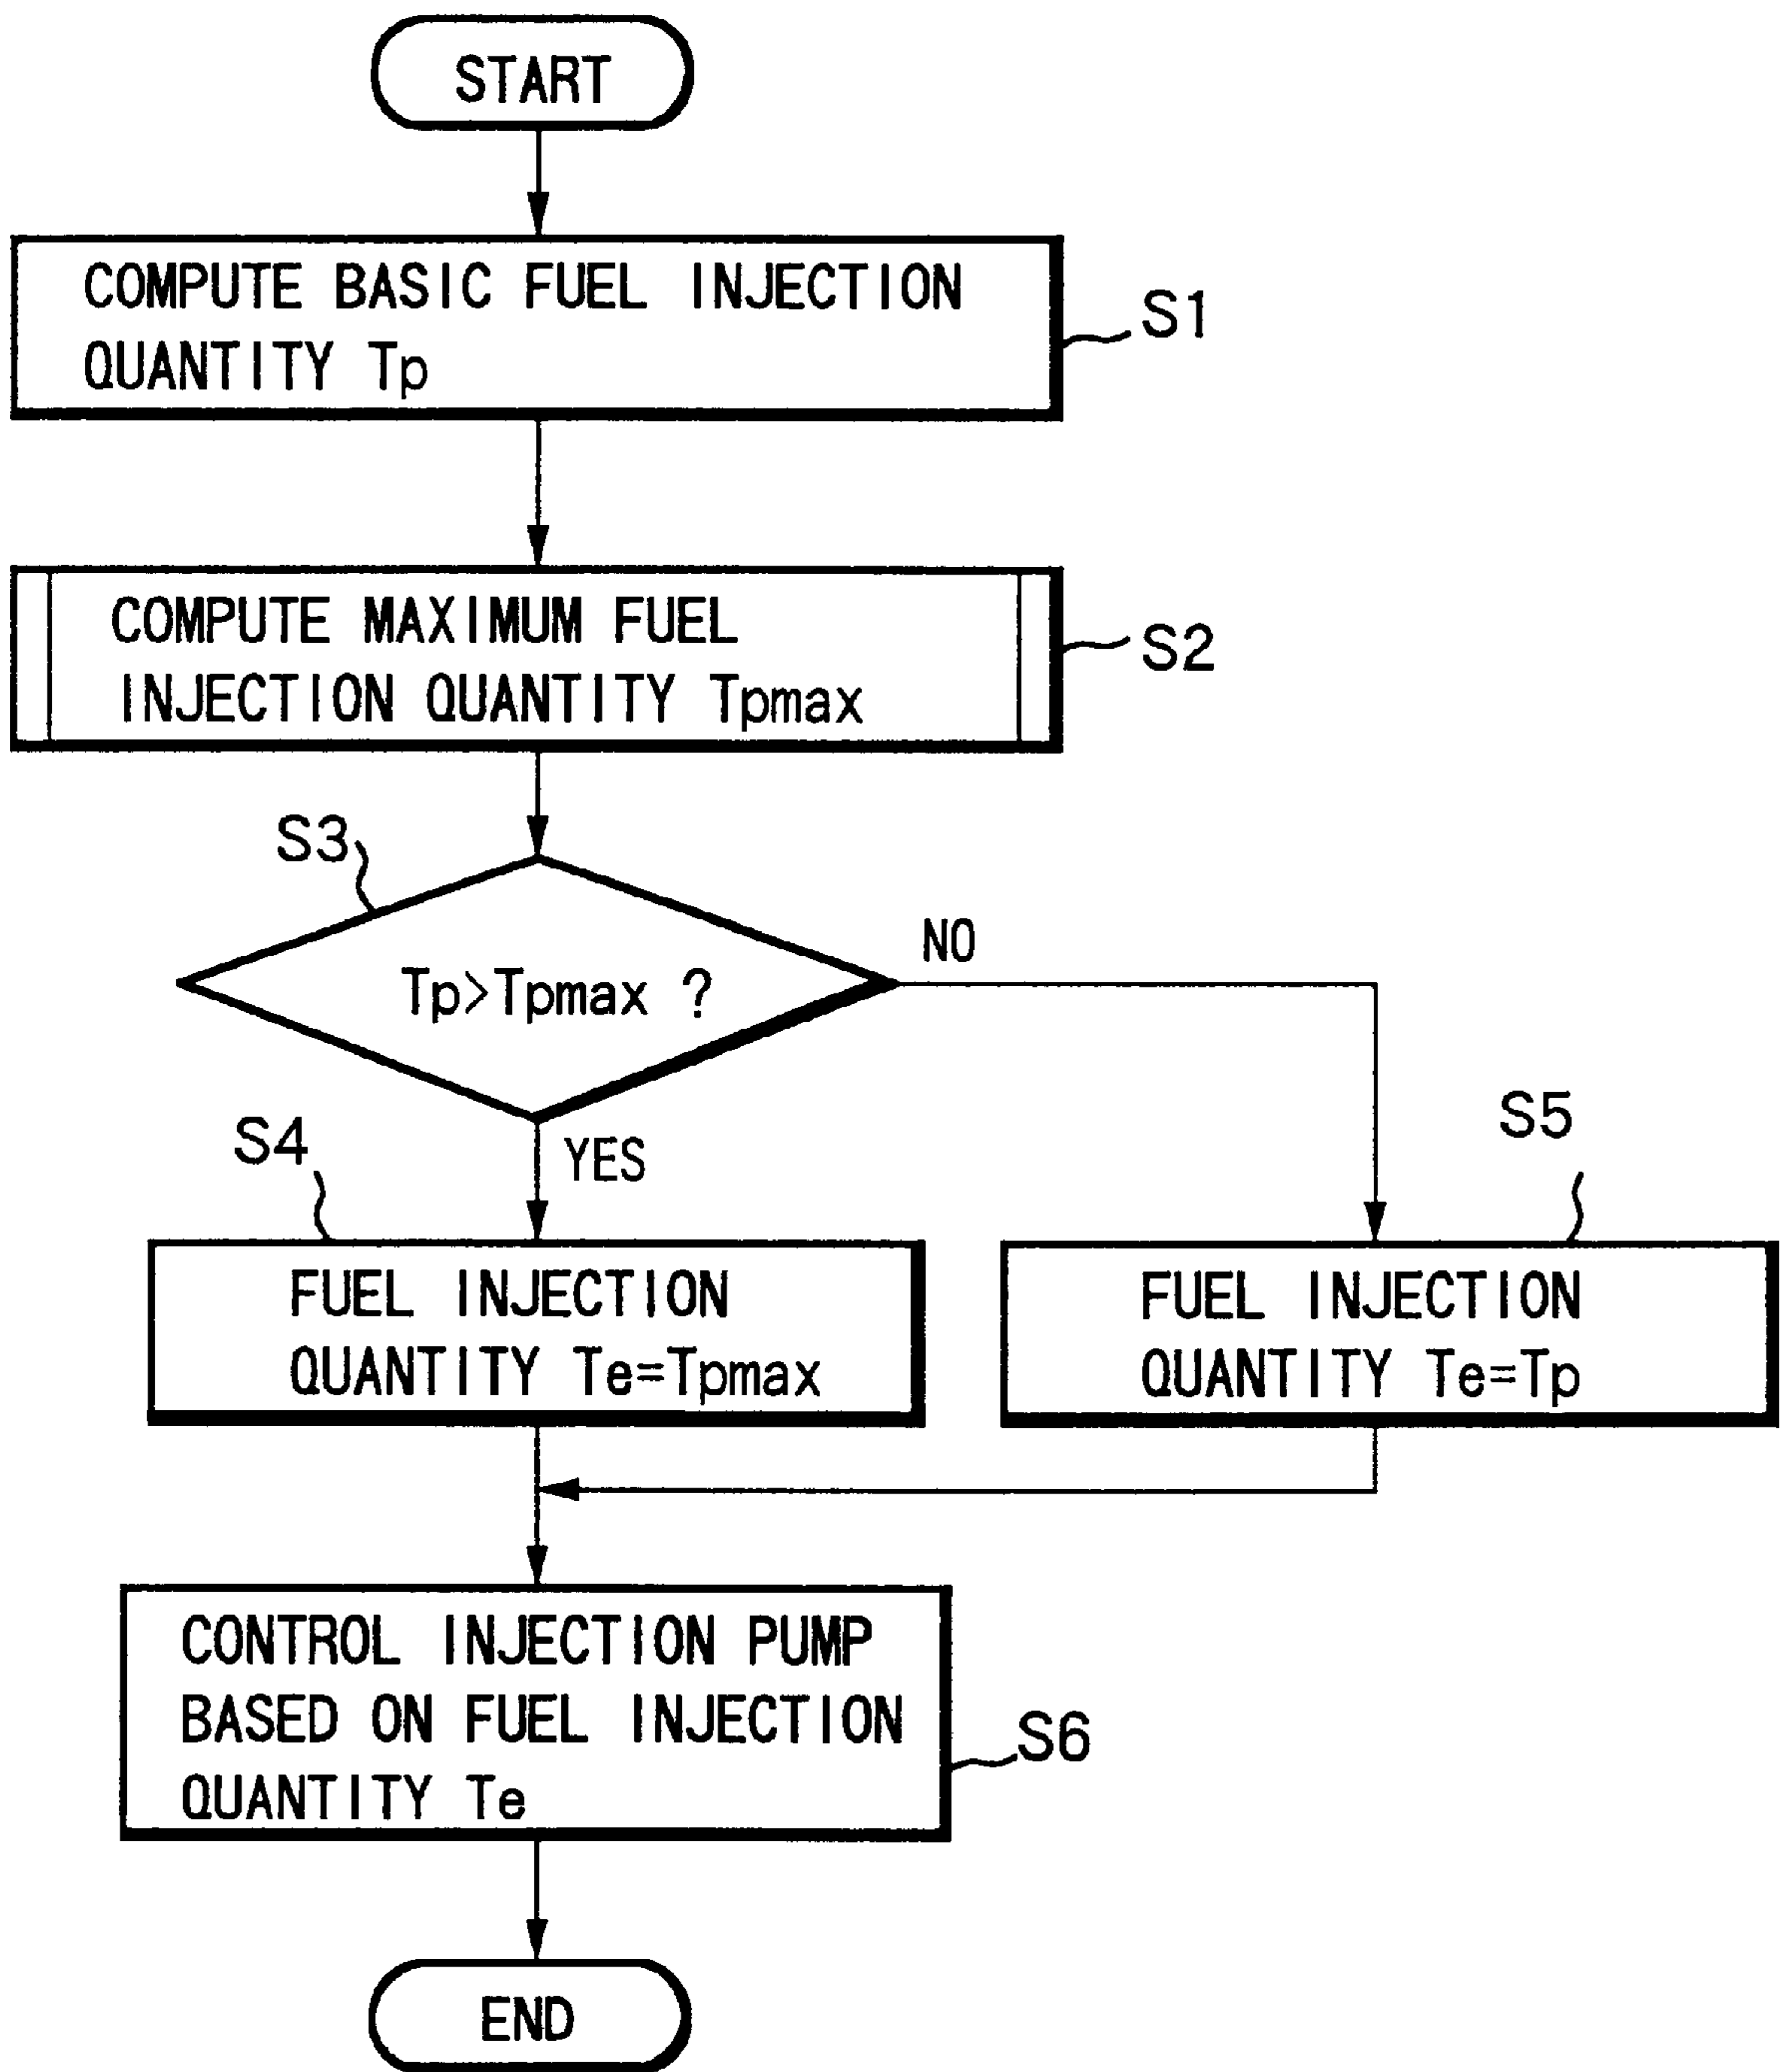 START
COMPUTE BASIC FUEL INJECTION
QUANTITY Tp
S1
COMPUTE MAXIMUM FUEL
INJECTION QUANTITY Tpmax
S2
S3
Tp>Tpmax ?
NO
YES
S4
FUEL INJECTION
QUANTITY Te=Tpmax
S5
FUEL INJECTION
QUANTITY Te=Tp
CONTROL INJECTION PUMP
BASED ON FUEL INJECTION
QUANTITY Te
S6
END